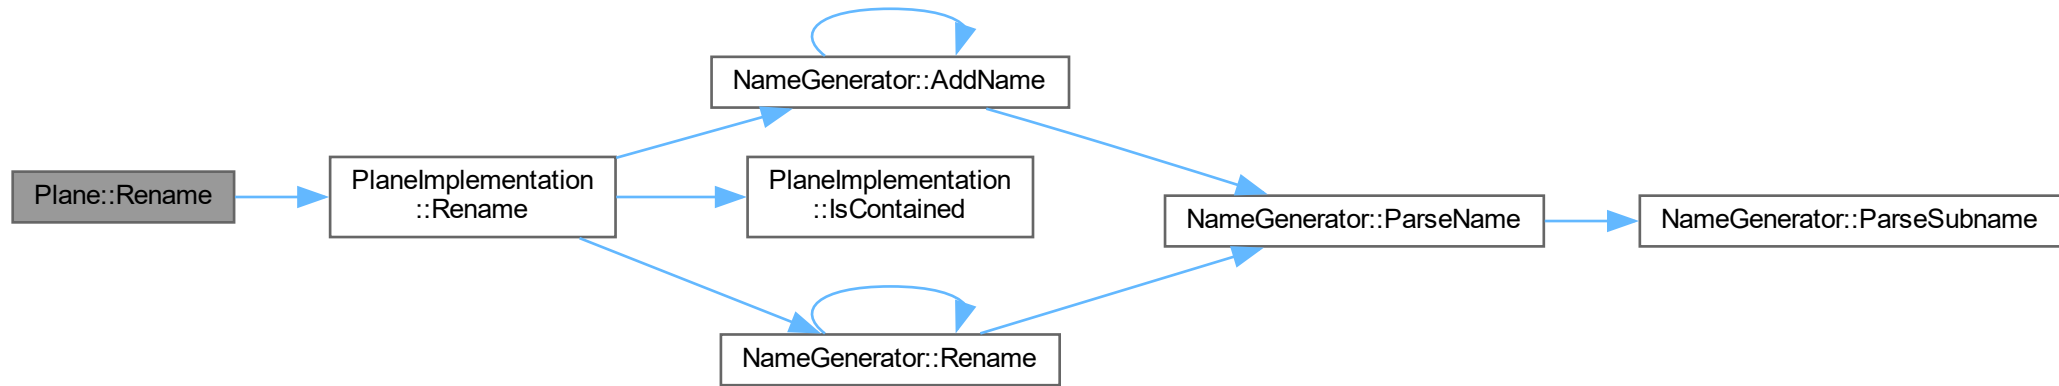 Plane::Rename
PlaneImplementation
::Rename
NameGenerator::AddName
PlaneImplementation
::IsContained
NameGenerator::Rename
NameGenerator::ParseName
NameGenerator::ParseSubname